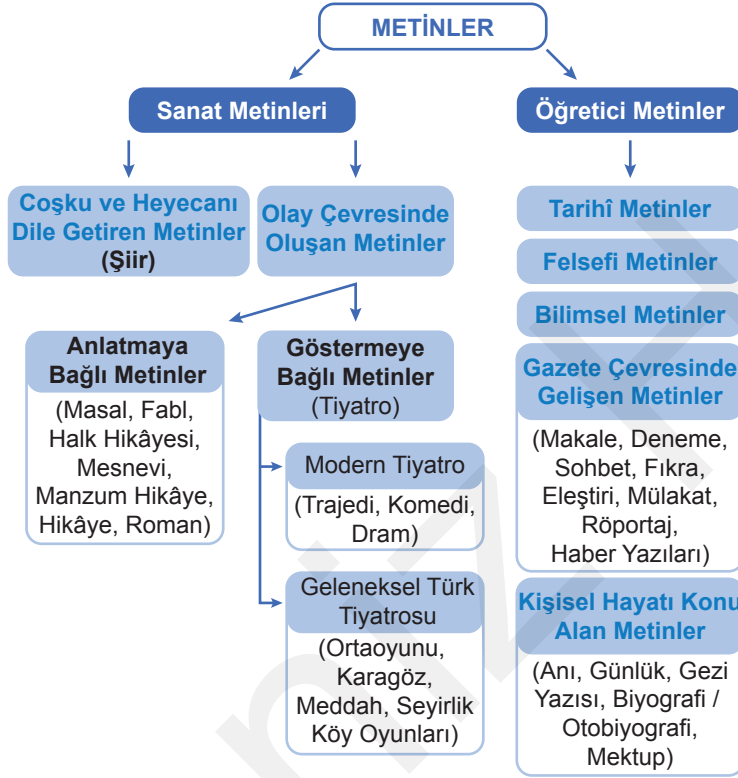 METİNLER
Sanat Metinleri
Öğretici Metinler
Coşku ve Heyecanı
Dile Getiren Metinler
(Şiir)
Olay Çevresinde
Oluşan Metinler
Anlatmaya
Bağlı Metinler
(Masal, Fabl,
Halk Hikâyesi,
Mesnevi,
Manzum Hikâye,
Hikâye, Roman)
Göstermeye
Bağlı Metinler
(Tiyatro)
Modern Tiyatro
(Trajedi, Komedi,
Dram)
Geleneksel Türk
Tiyatrosu
(Ortaoyunu,
Karagöz,
Meddah, Seyirlik
Köy Oyunları)
Tarihî Metinler
Felsefi Metinler
Bilimsel Metinler
Gazete Çevresinde
Gelişen Metinler
(Makale, Deneme,
Sohbet, Fıkra,
Eleştiri, Mülakat,
Röportaj,
Haber Yazıları)
Kişisel Hayatı Konu
Alan Metinler
(Anı, Günlük, Gezi
Yazısı, Biyografi /
Otobiyografi,
Mektup)